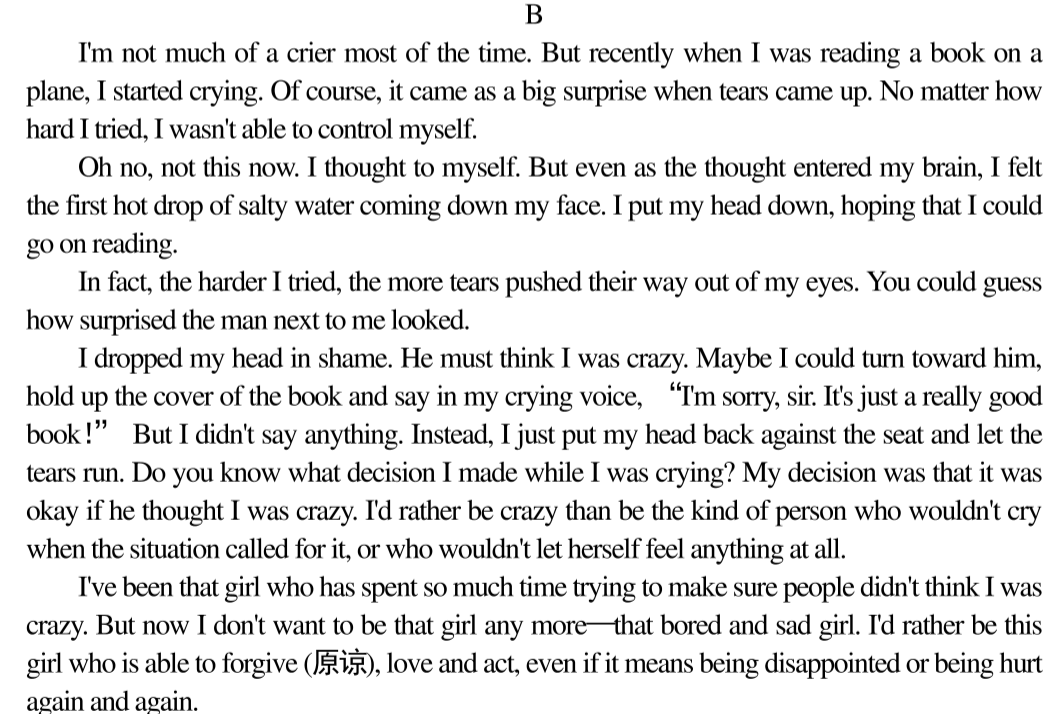 B
I'm not much of a crier most of the time. But recently when I was reading a book on a
plane, I started crying. Of course, it came as a big surprise when tears came up. No matter how
hard I tried, I wasn't able to control myself.
Oh no, not this now. I thought to myself. But even as the thought entered my brain, I felt
the first hot drop of salty water coming down my face. I put my head down, hoping that I could
go on reading.
In fact, the harder I tried, the more tears pushed their way out of my eyes. You could guess
how surprised the man next to me looked.
I dropped my head in shame. He must think I was crazy. Maybe I could turn toward him,
hold up the cover of the book and say in my crying voice, “I'm sorry, sir. It's just a really good
book!” But I didn't say anything. Instead, I just put my head back against the seat and let the
tears run. Do you know what decision I made while I was crying? My decision was that it was
okay if he thought I was crazy. I'd rather be crazy than be the kind of person who wouldn't cry
when the situation called for it, or who wouldn't let herself feel anything at all.
I've been that girl who has spent so much time trying to make sure people didn't think I was
crazy. But now I don't want to be that girl any more—that bored and sad girl. I'd rather be this
girl who is able to forgive (原谅), love and act, even if it means being disappointed or being hurt
again and again.